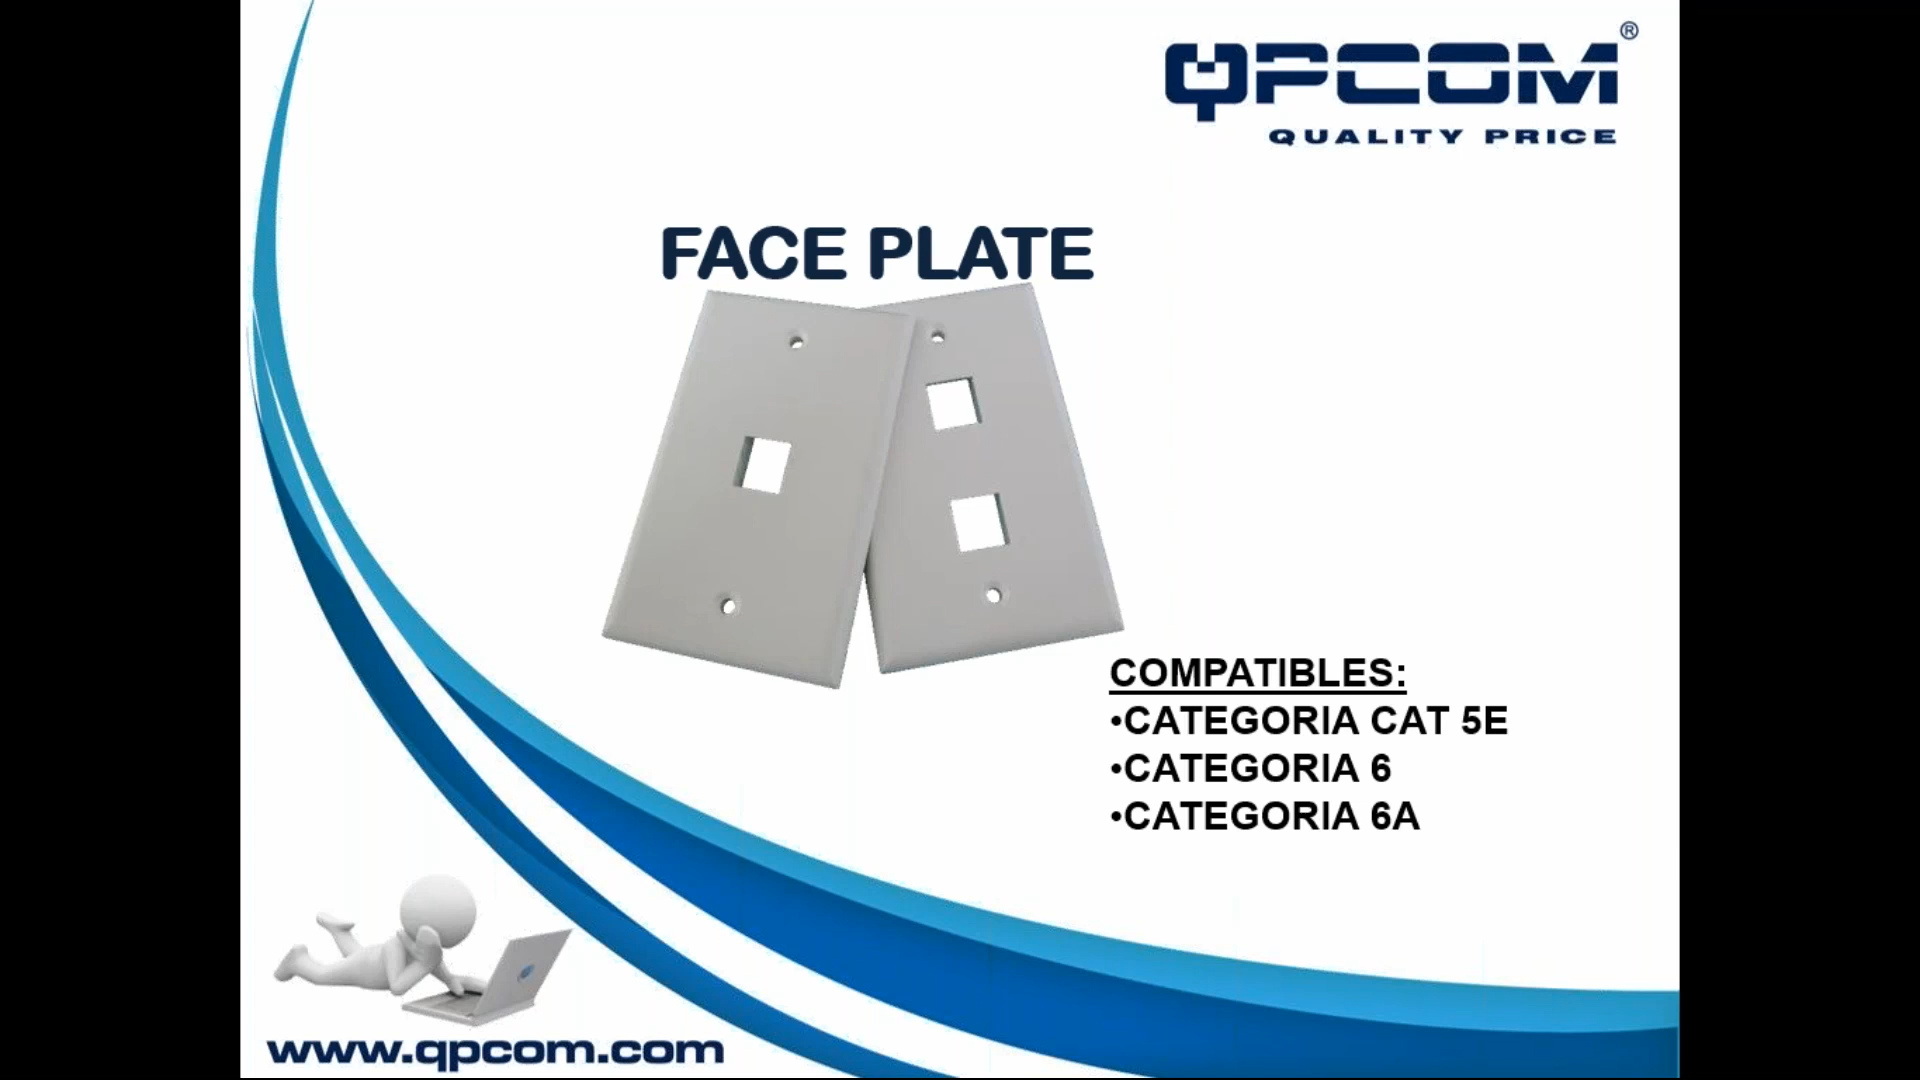 QPCOM®
QUALITY PRICE
FACE PLATE
COMPATIBLES:
•CATEGORIA CAT 5E
•CATEGORIA 6
•CATEGORIA 6A
www.qpcom.com